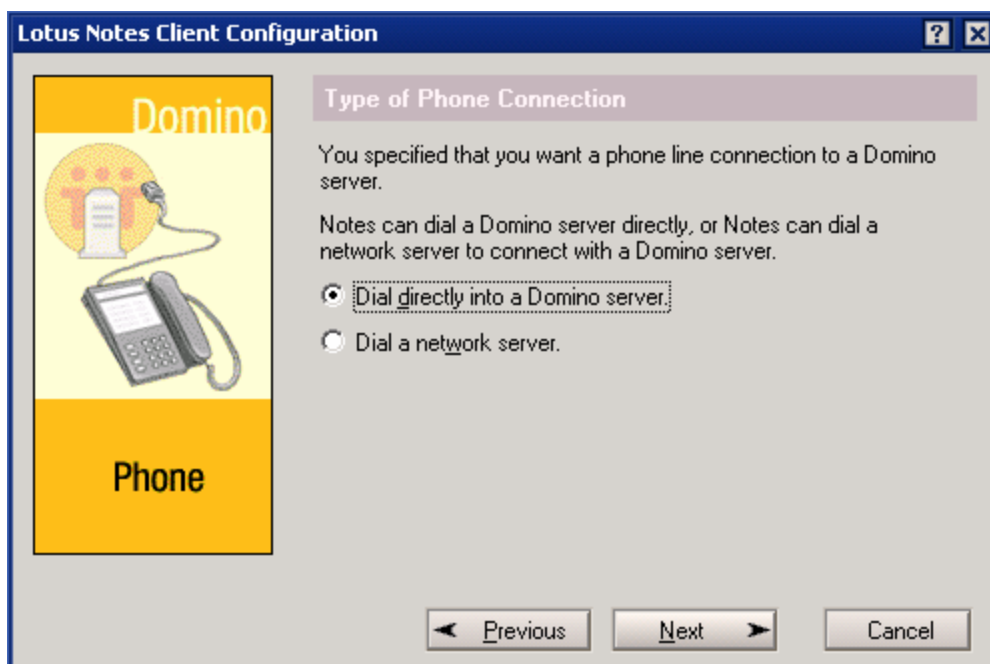 Lotus Notes Client Configuration
Domino
Phone
Type of Phone Connection
You specified that you want a phone line connection to a Domino
server.
Notes can dial a Domino server directly, or Notes can dial a
network server to connect with a Domino server.
Dial directly into a Domino server.
Dial a network server.
Previous
Next
Cancel